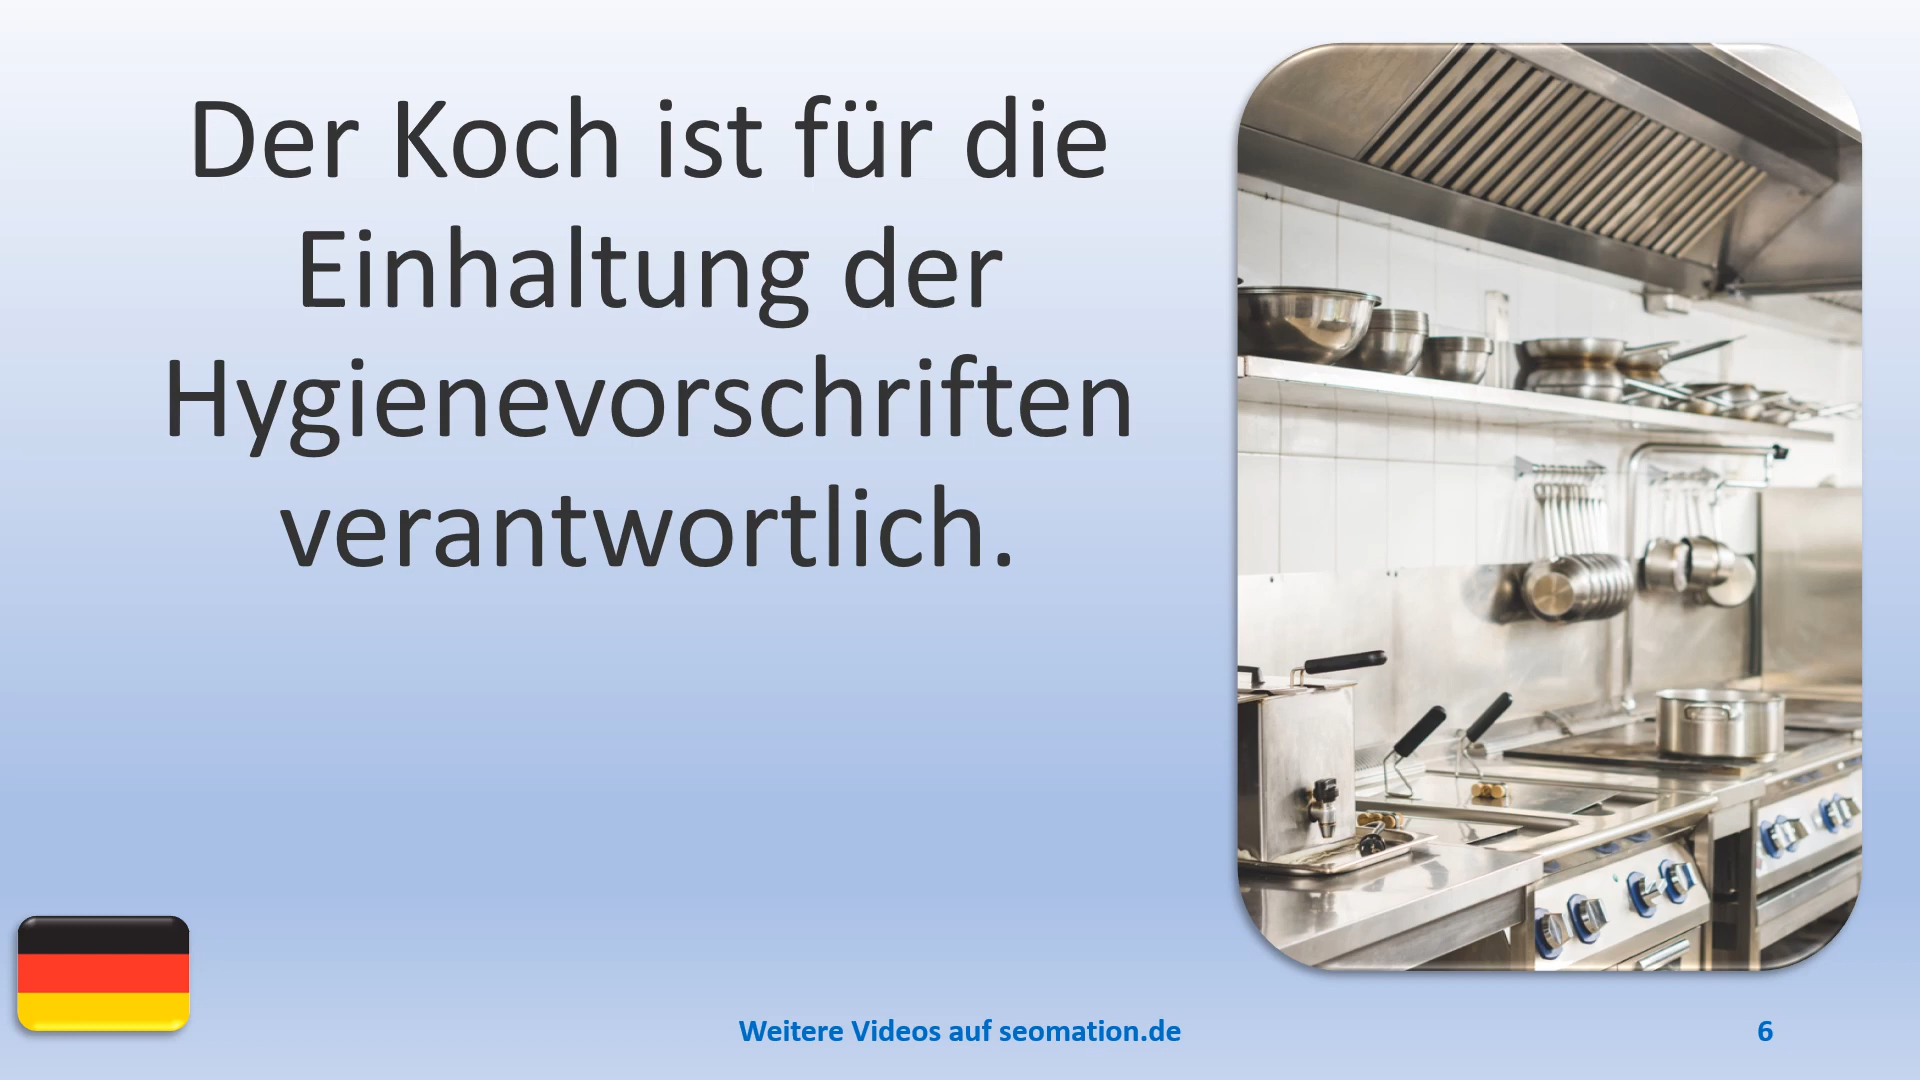 Der Koch ist für die
Einhaltung der
Hygienevorschriften
verantwortlich.
Weitere Videos auf seomation.de
6